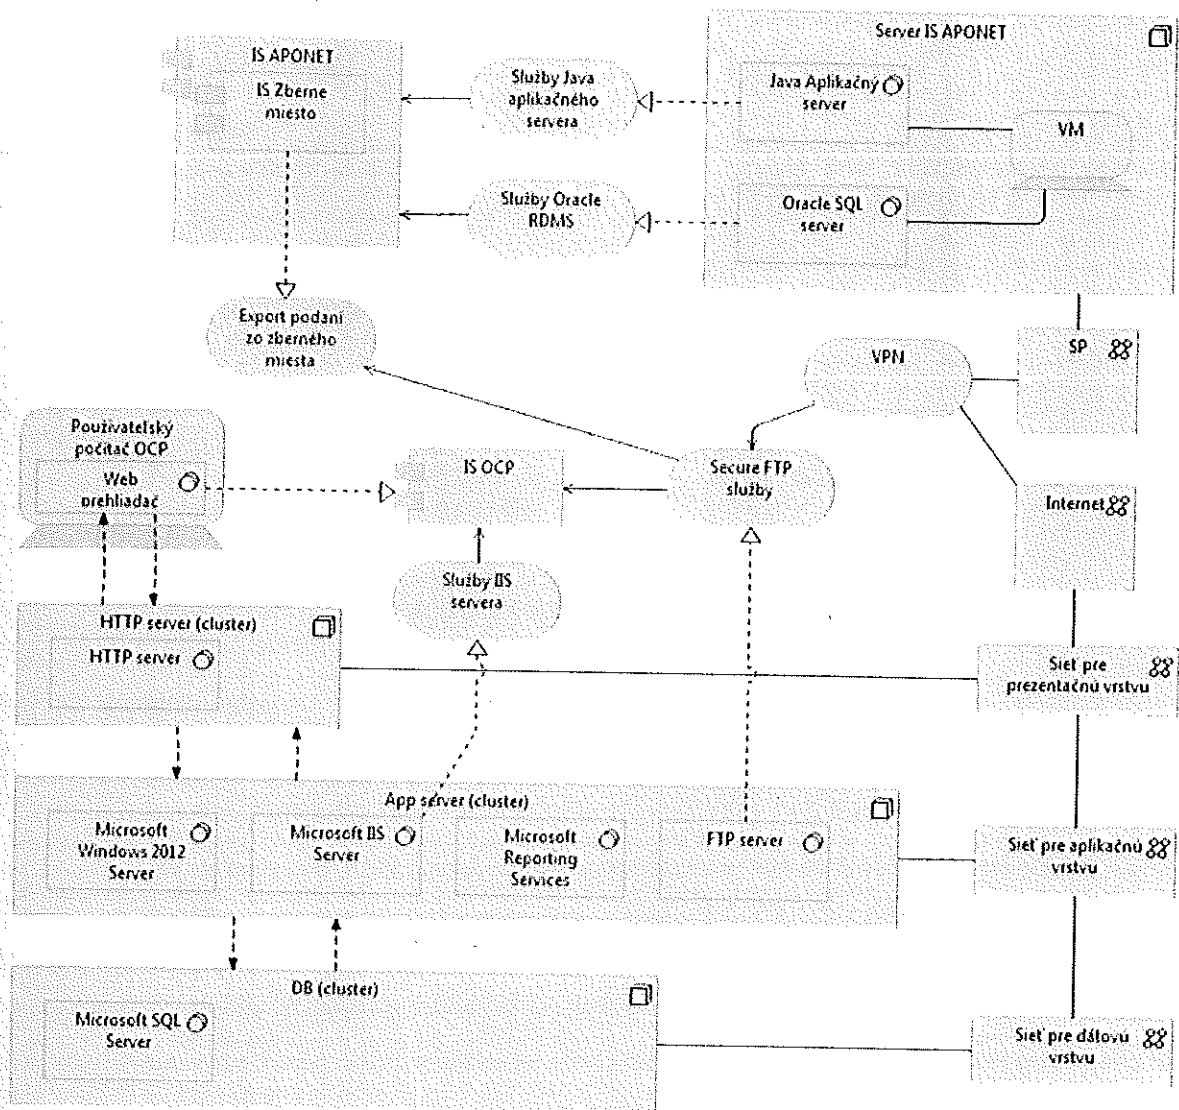 Server IS APONET
IS APONET
IS Zberne
miesto
Služby Java
aplikačného
servera
Java Aplikačný
server
VM
Služby Oracle
RDMS
Oracle SQL
server
Export podaní
zo zberného
miesta
VPN
SP
Používateľský
počítač OCP
Web
prehliadač
IS OCP
Secure FTP
služby
Internet
Služby IIS
servera
HTTP server (cluster)
HTTP server
Sieť pre
prezentačnú vrstvu
App server (cluster)
Microsoft
Windows 2012
Server
Microsoft IIS
Server
Microsoft
Reporting
Services
FTP server
Sieť pre aplikačnú
vrstvu
DB (cluster)
Microsoft SQL
Server
Sieť pre dátovú
vrstvu